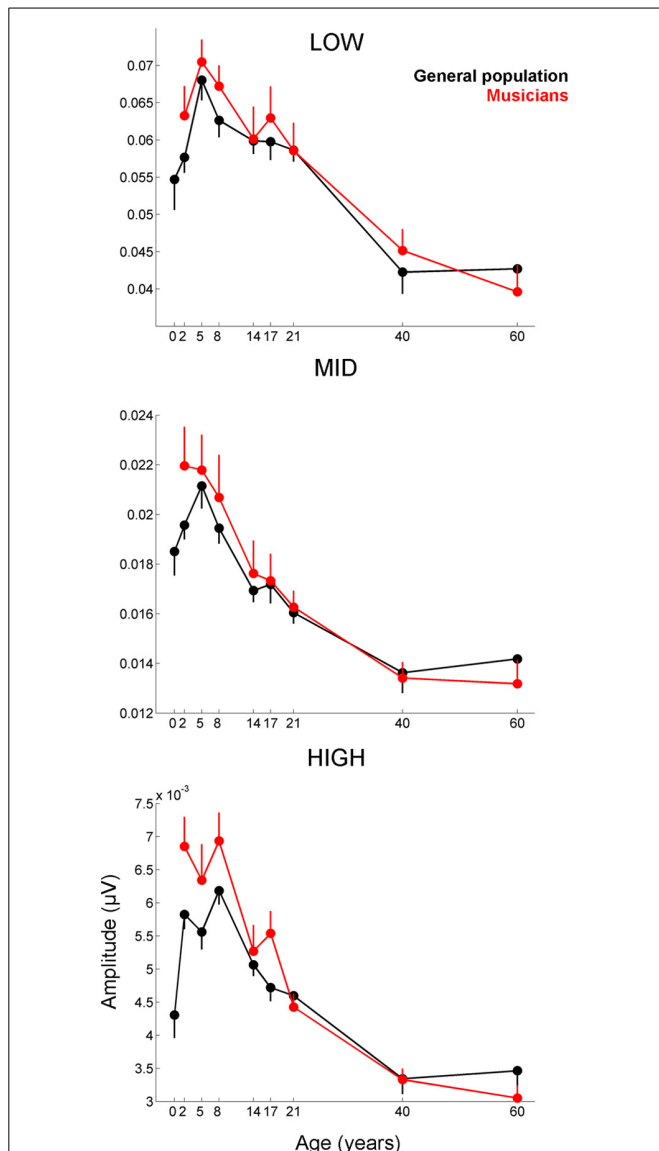 LOW
General population
Musicians
0.07
0.065
0.06
0.055
0.05
0.045
0.04
0 2 5 8 14 17 21 40 60
MID
0.024
0.022
0.02
0.018
0.016
0.014
0.012
0 2 5 8 14 17 21 40 60
HIGH
x 10⁻³
7.5
7
6.5
6
5.5
5
4.5
4
3.5
3
Amplitude (µV)
0 2 5 8 14 17 21 40 60
Age (years)